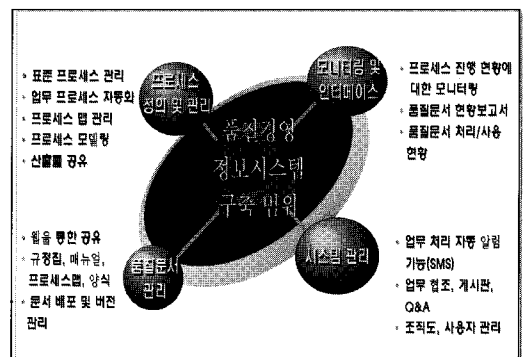 프로세스
정의 및 관리
모니터링 및
인터페이스
· 표준 프로세스 관리
· 업무 프로세스 자동화
· 프로세스 맵 관리
· 프로세스 모델링
공유
· 프로세스 진행 현황에
대한 모니터링
· 품질문서 현황보고서
· 품질문서 처리/사용
현황
품질경영
정보시스템
구축 범위
· 웹을 통한 공유
· 규정집, 매뉴얼,
프로세스맵, 양식
· 문서 배포 및 버전
관리
품질문서
관리
시스템 관리
· 업무 처리 자동 알림
기능(SMS)
· 업무 협조, 게시판,
Q&A
· 조직도, 사용자 관리